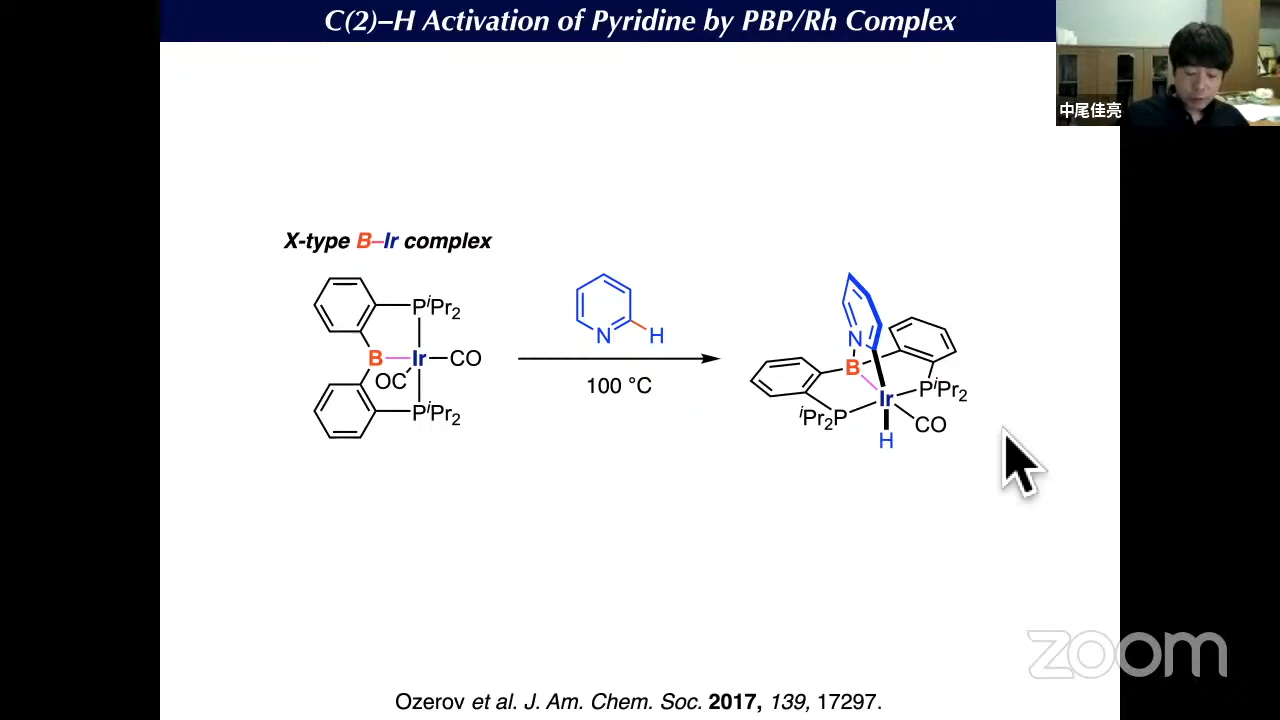 C(2)–H Activation of Pyridine by PBP/Rh Complex
中尾佳亮
X-type B–Ir complex
PiPr2
B
Ir
CO
OC
PiPr2
N
H
100 °C
N
B
PiPr2
iPr2P
Ir
CO
H
zoom
Ozerov et al. J. Am. Chem. Soc. 2017, 139, 17297.